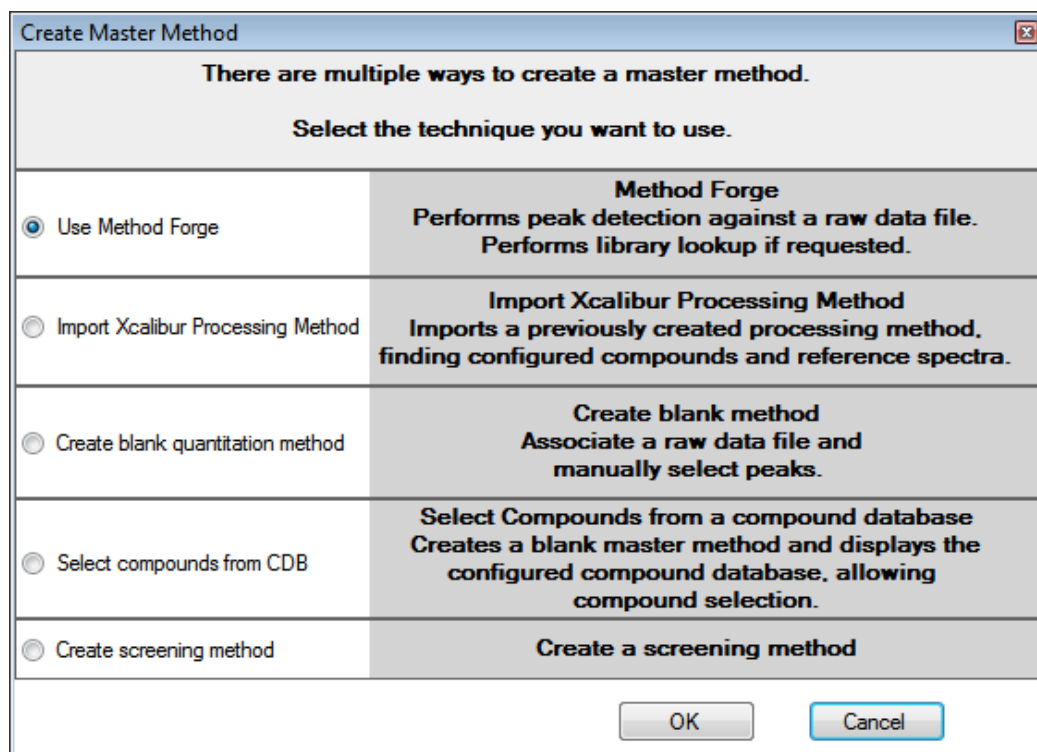 Create Master Method
There are multiple ways to create a master method.
Select the technique you want to use.
Use Method Forge
Method Forge
Performs peak detection against a raw data file.
Performs library lookup if requested.
Import Xcalibur Processing Method
Import Xcalibur Processing Method
Imports a previously created processing method,
finding configured compounds and reference spectra.
Create blank quantitation method
Create blank method
Associate a raw data file and
manually select peaks.
Select compounds from CDB
Select Compounds from a compound database
Creates a blank master method and displays the
configured compound database, allowing
compound selection.
Create screening method
Create a screening method
OK
Cancel